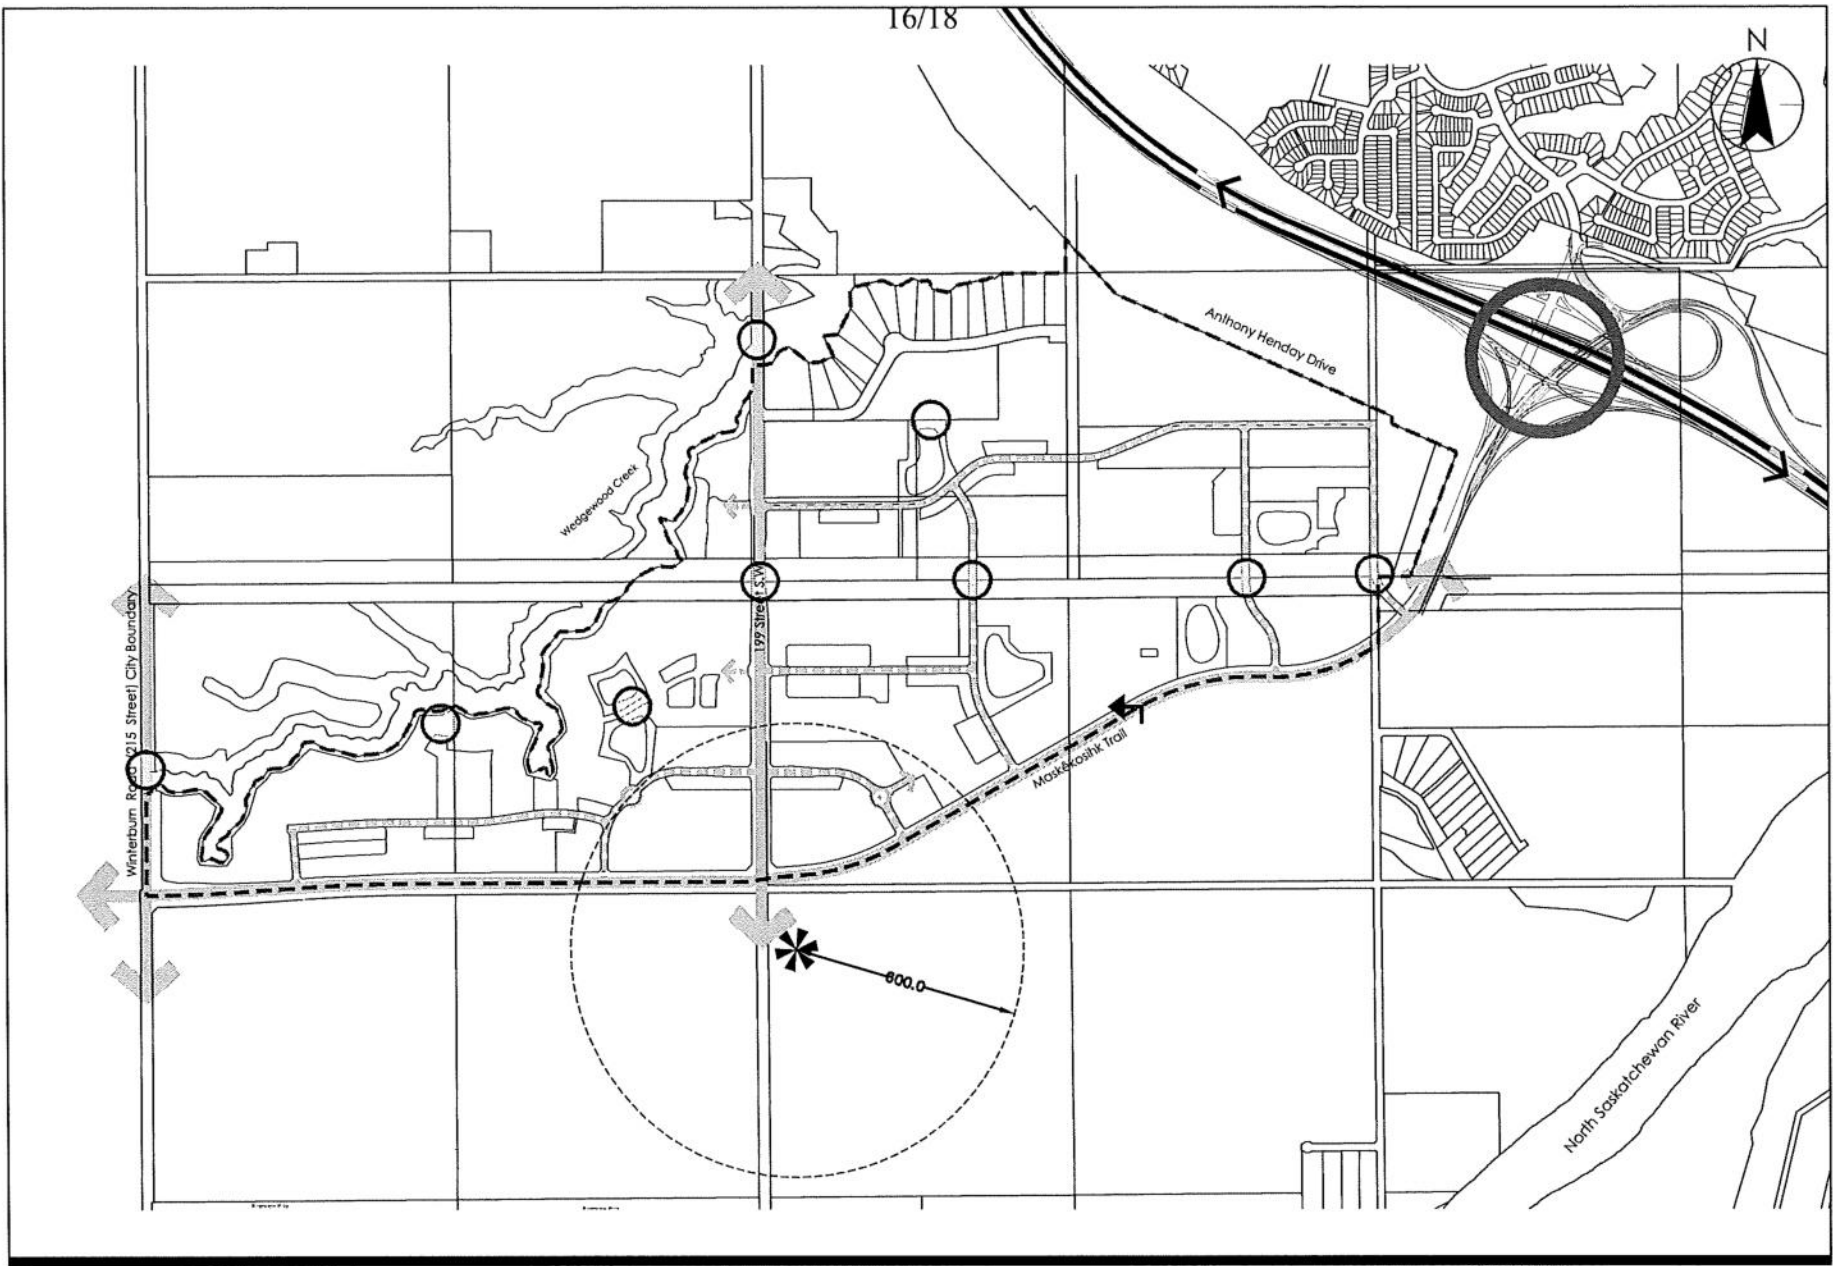 16/18
N
Anthony Henday Drive
Wedgewood Creek
199 Street S.W
Winterburn Road (215 Street) City Boundary
Maskêkosihk Trail
600.0
North Saskatchewan River